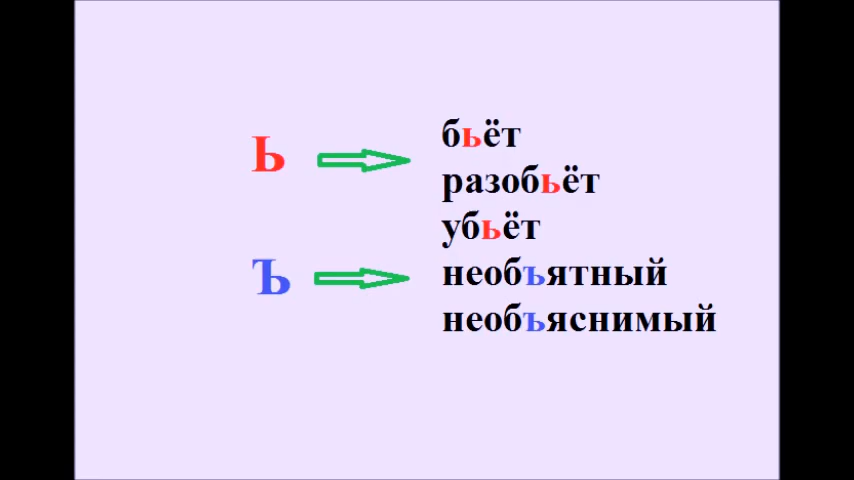 Ь
бьёт
разобьёт
убьёт
Ъ
необъятный
необъяснимый